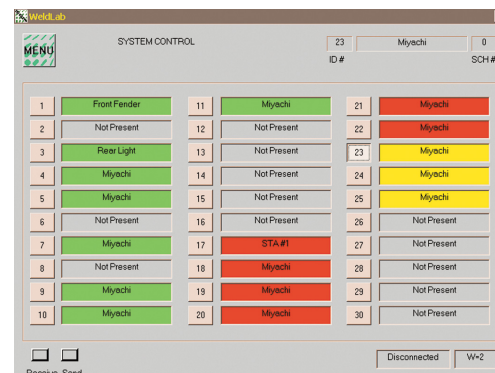 WeldLab
MENU
SYSTEM CONTROL
23 Miyachi 0
ID # SCH #
1 Front Fender 11 Miyachi 21 Miyachi
2 Not Present 12 Not Present 22 Miyachi
3 Rear Light 13 Not Present 23 Miyachi
4 Miyachi 14 Not Present 24 Miyachi
5 Miyachi 15 Not Present 25 Miyachi
6 Not Present 16 Not Present 26 Not Present
7 Miyachi 17 STA #1 27 Not Present
8 Not Present 18 Miyachi 28 Not Present
9 Miyachi 19 Miyachi 29 Not Present
10 Miyachi 20 Miyachi 30 Not Present
Disconnected W=2
Receive Send